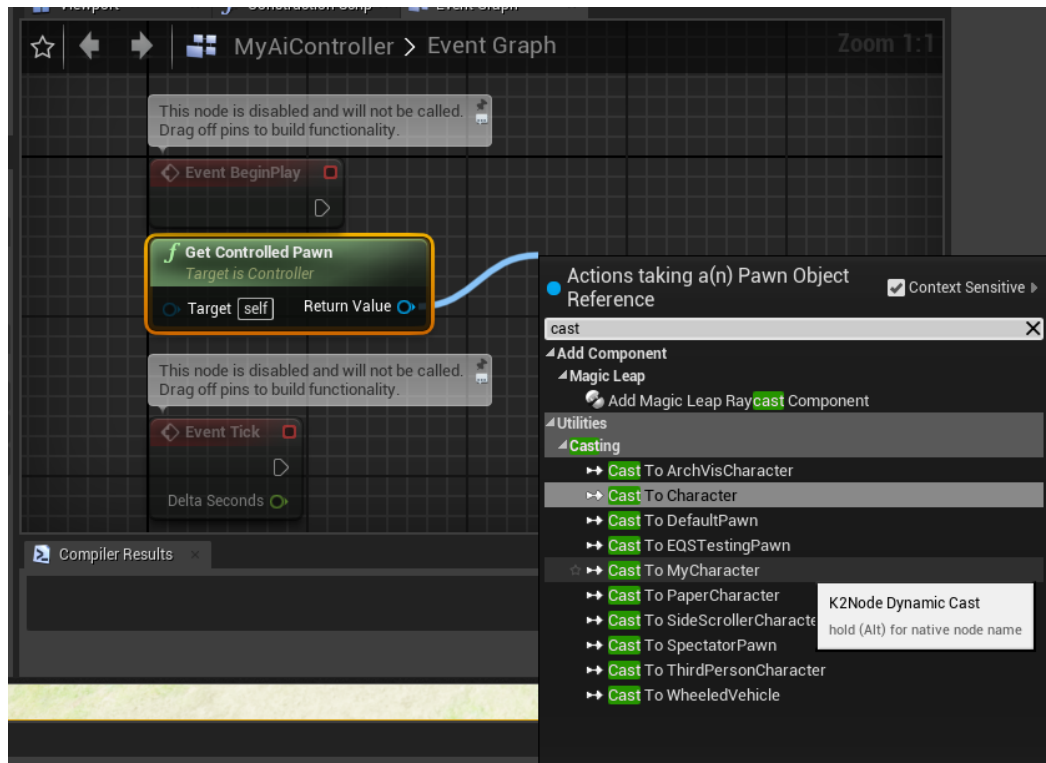 Viewport
Construction Scrip
Event Graph
MyAiController > Event Graph
Zoom 1:1
This node is disabled and will not be called.
Drag off pins to build functionality.
Event BeginPlay
f Get Controlled Pawn
Target is Controller
Target self
Return Value
Actions taking a(n) Pawn Object
Reference
Context Sensitive
cast
Add Component
Magic Leap
Add Magic Leap Raycast Component
Utilities
Casting
Cast To ArchVisCharacter
Cast To Character
Cast To DefaultPawn
Cast To EQSTestingPawn
Cast To MyCharacter
Cast To PaperCharacter
Cast To SideScrollerCharacte
Cast To SpectatorPawn
Cast To ThirdPersonCharacter
Cast To WheeledVehicle
K2Node Dynamic Cast
hold (Alt) for native node name
This node is disabled and will not be called.
Drag off pins to build functionality.
Event Tick
Delta Seconds
Compiler Results